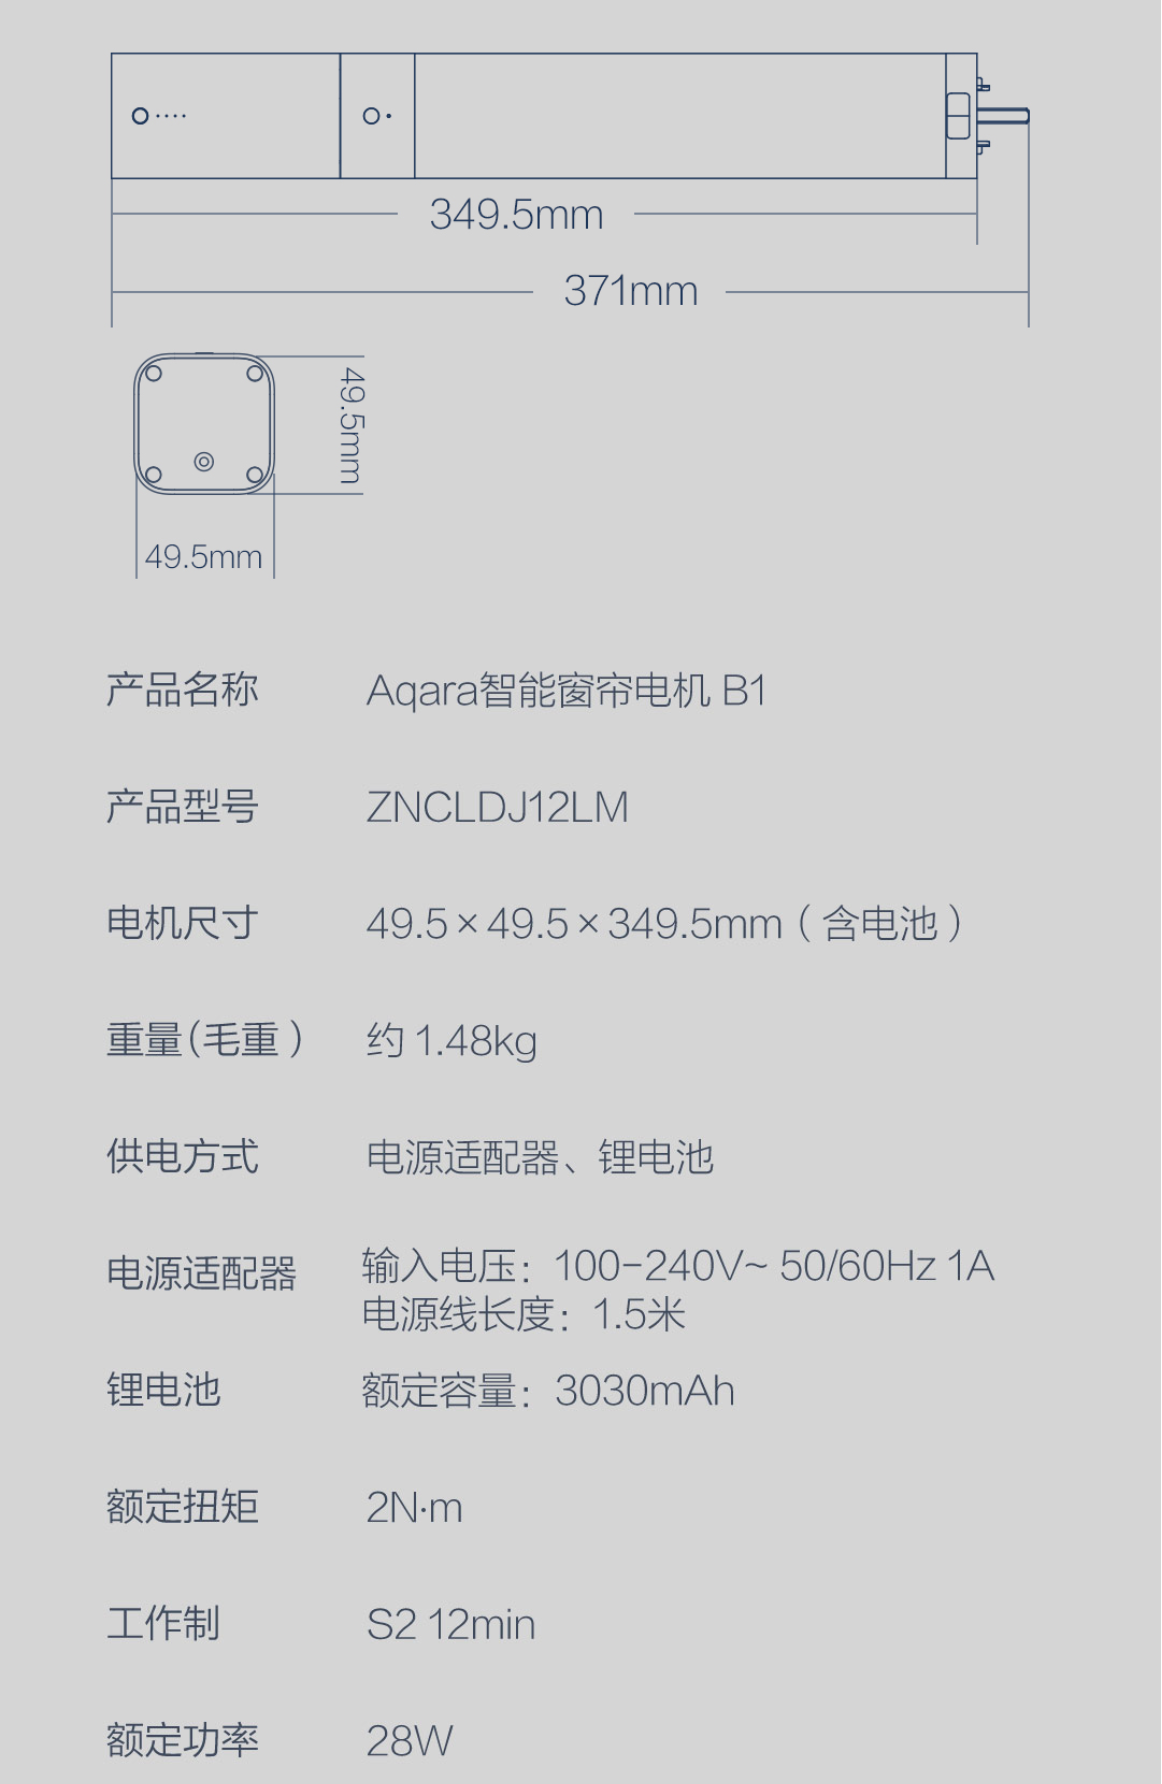 349.5mm
371mm
49.5mm
49.5mm
产品名称 Aqara智能窗帘电机 B1
产品型号 ZNCLDJ12LM
电机尺寸 49.5×49.5×349.5mm（含电池）
重量(毛重） 约 1.48kg
供电方式 电源适配器、锂电池
电源适配器 输入电压：100-240V~ 50/60Hz 1A
电源线长度：1.5米
锂电池 额定容量：3030mAh
额定扭矩 2N·m
工作制 S2 12min
额定功率 28W